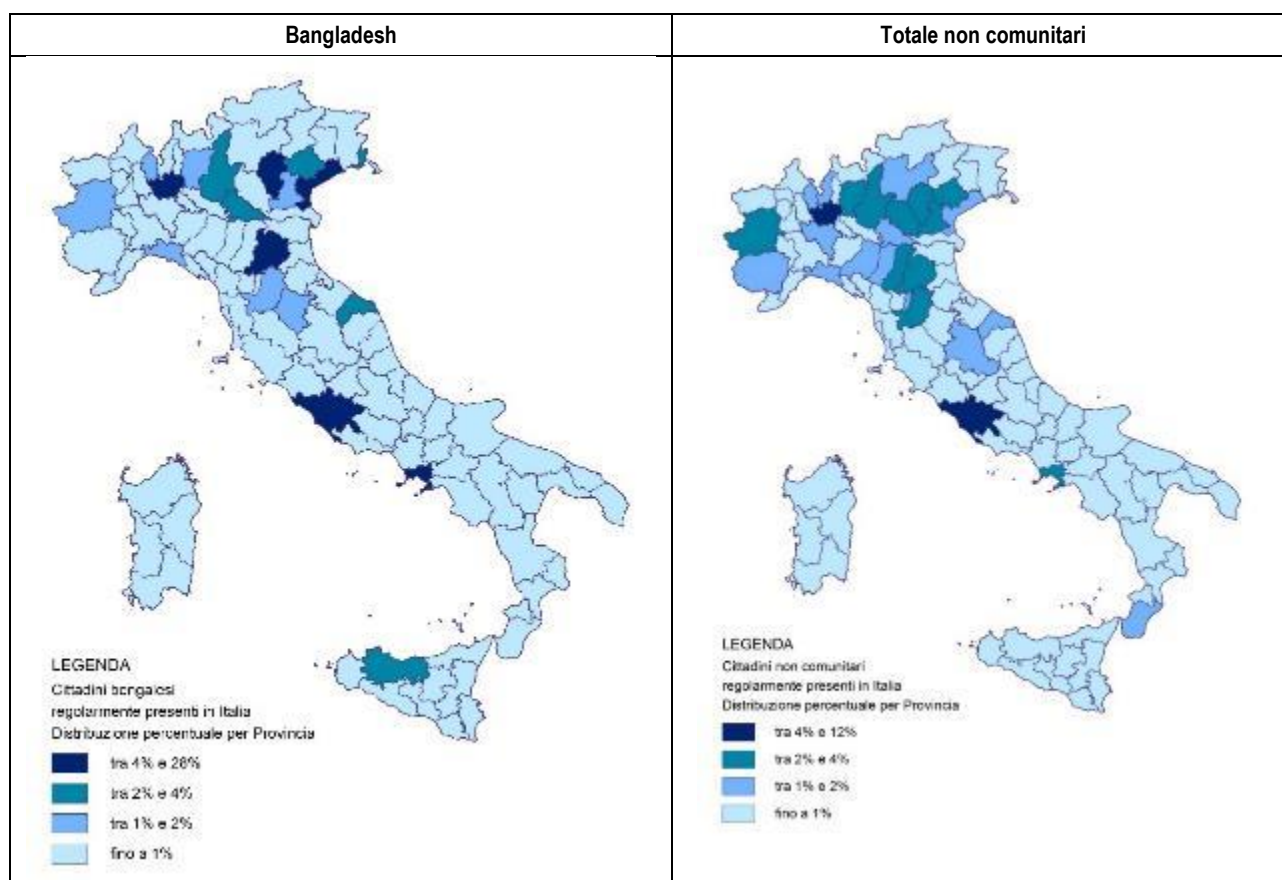 Bangladesh
Totale non comunitari
LEGENDA
Cittadini bengalesi
regolarmente presenti in Italia
Distribuzione percentuale per Provincia
tra 4% e 28%
tra 2% e 4%
tra 1% e 2%
fino a 1%
LEGENDA
Cittadini non comunitari
regolarmente presenti in Italia
Distribuzione percentuale per Provincia
tra 4% e 12%
tra 2% e 4%
tra 1% e 2%
fino a 1%